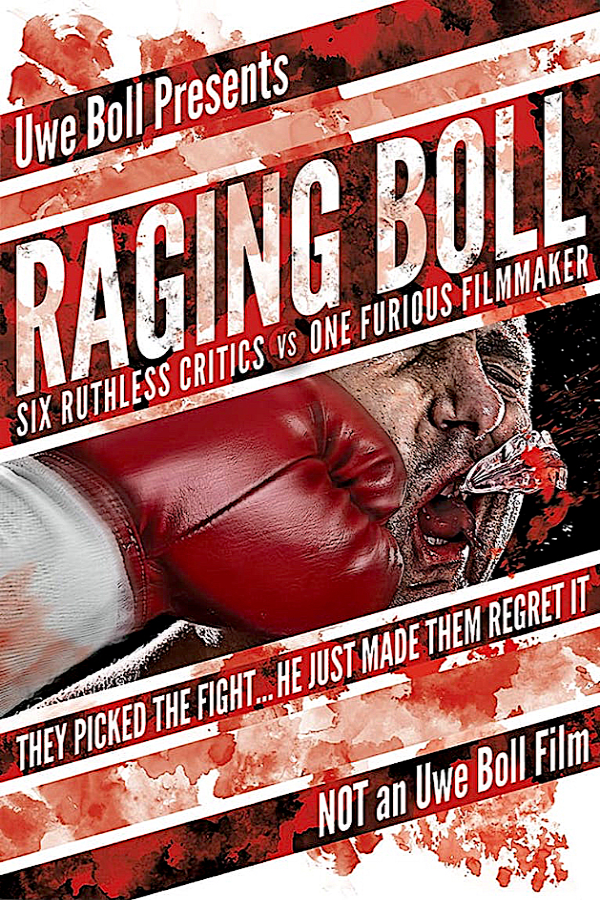 Uwe Boll Presents
RAGING BOLL
SIX RUTHLESS CRITICS VS ONE FURIOUS FILMMAKER
THEY PICKED THE FIGHT... HE JUST MADE THEM REGRET IT
NOT an Uwe Boll Film